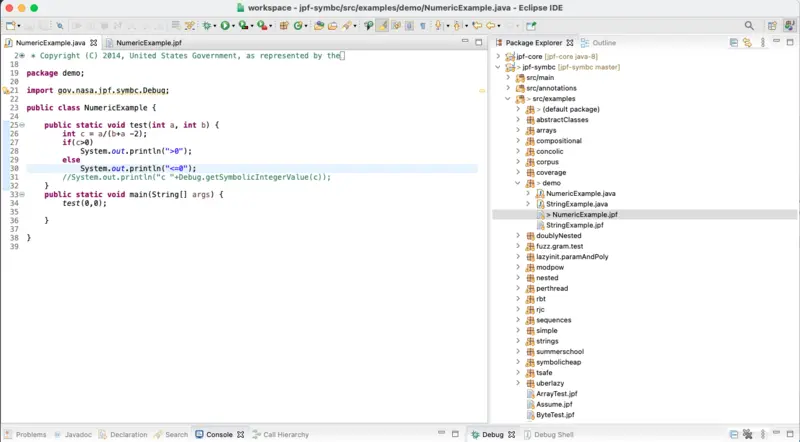 workspace - jpf-symbc/src/examples/demo/NumericExample.java - Eclipse IDE
NumericExample.java
NumericExample.jpf
2 * Copyright (C) 2014, United States Government, as represented by the
18
19 package demo;
20
21 import gov.nasa.jpf.symbc.Debug;
22
23 public class NumericExample {
24
25 public static void test(int a, int b) {
26 int c = a/(b+a -2);
27 if(c>0)
28 System.out.println(">0");
29 else
30 System.out.println("<=0");
31 //System.out.println("c "+Debug.getSymbolicIntegerValue(c));
32 }
33 public static void main(String[] args) {
34 test(0,0);
35
36 }
37
38 }
39
Package Explorer
Outline
jpf-core [jpf-core java-8]
> jpf-symbc [jpf-symbc master]
src/main
src/annotations
> src/examples
> (default package)
abstractClasses
arrays
compositional
concolic
corpus
coverage
> demo
NumericExample.java
StringExample.java
> NumericExample.jpf
StringExample.jpf
doublyNested
fuzz.gram.test
lazyinit.paramAndPoly
modpow
nested
perthread
rbt
rjc
sequences
simple
strings
summerschool
symbolicheap
tsafe
uberlazy
ArrayTest.jpf
Assume.jpf
ByteTest.jpf
Problems
Javadoc
Declaration
Search
Console
Call Hierarchy
Debug
Debug Shell